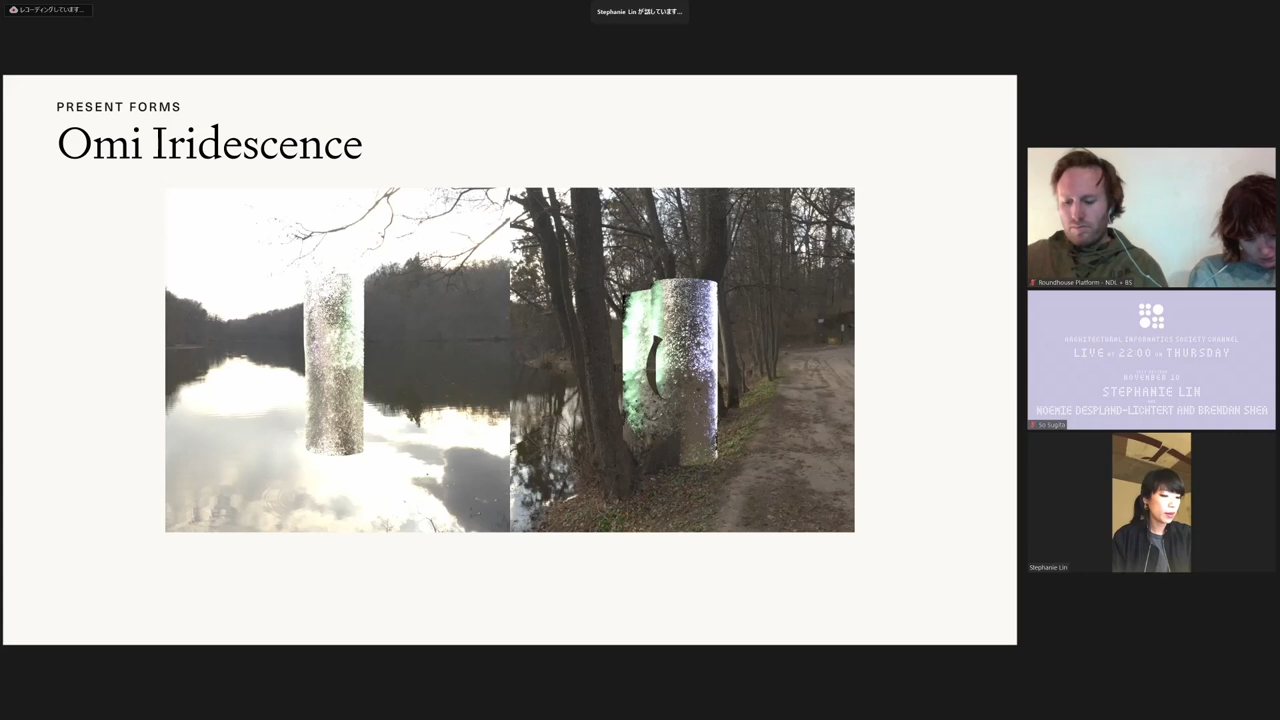 レコーディングしています...
Stephanie Lin が話しています...
PRESENT FORMS
Omi Iridescence
Roundhouse Platform - NDL + BS
ARCHITECTURAL INFORMATICS SOCIETY CHANNEL
LIVE AT 22:00 ON THURSDAY
STEPHANIE LIN
AND
NOEMIE DESPLAND-LICHTERT AND BRENDAN SHEA
So Sugita
Stephanie Lin